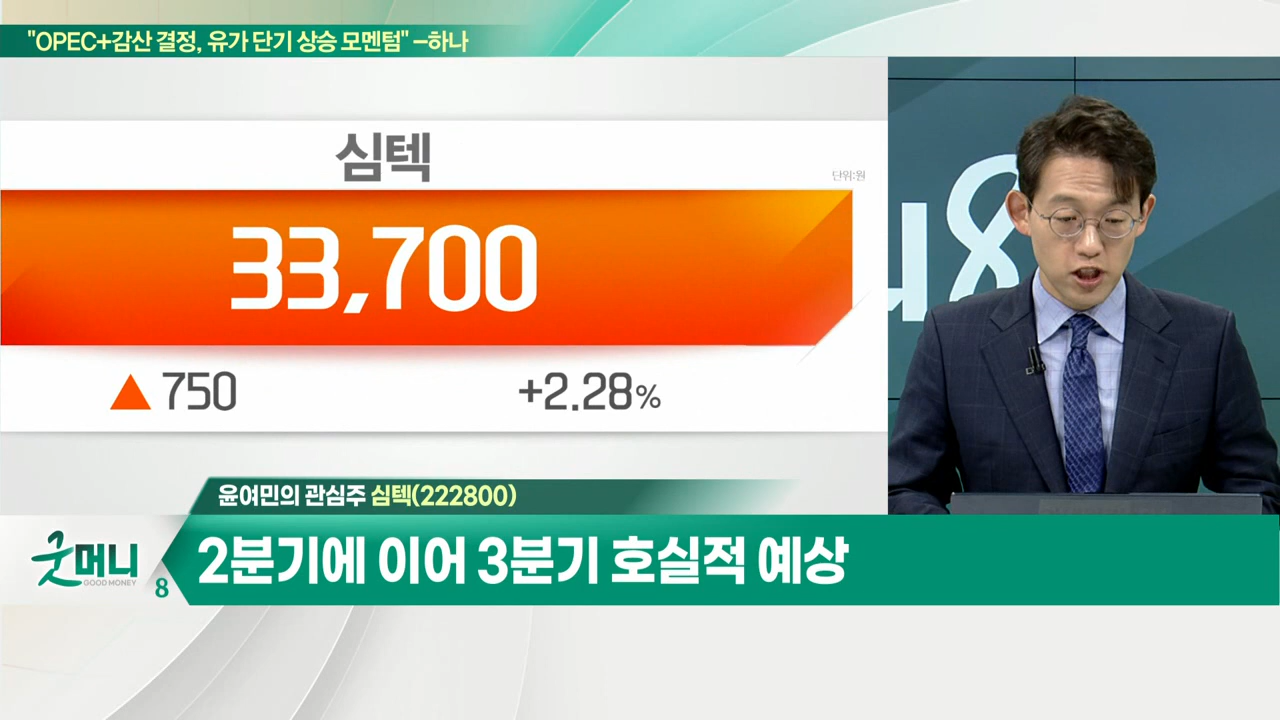 "OPEC+감산 결정, 유가 단기 상승 모멘텀" –하나
심텍
단위:원
33,700
▲ 750
+2.28%
윤여민의 관심주 심텍(222800)
굿머니
GOOD MONEY
8
2분기에 이어 3분기 호실적 예상
u8